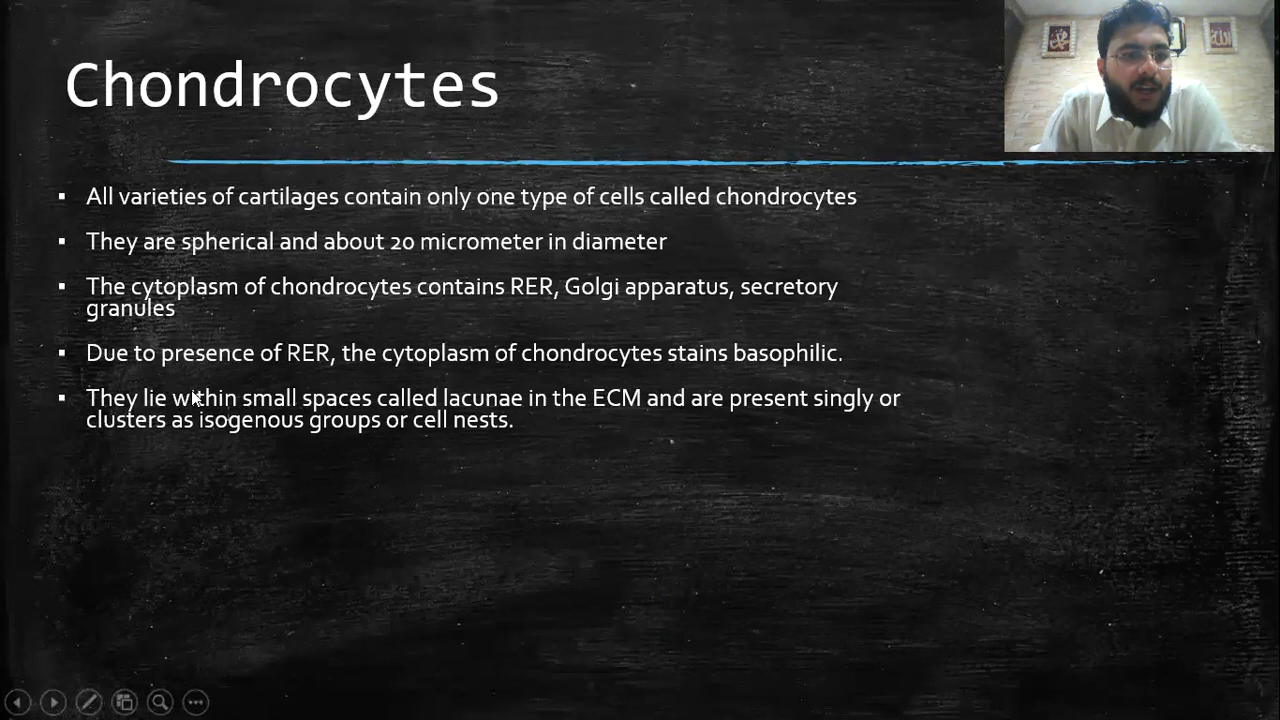 Chondrocytes
▪ All varieties of cartilages contain only one type of cells called chondrocytes
▪ They are spherical and about 20 micrometer in diameter
▪ The cytoplasm of chondrocytes contains RER, Golgi apparatus, secretory
granules
▪ Due to presence of RER, the cytoplasm of chondrocytes stains basophilic.
▪ They lie within small spaces called lacunae in the ECM and are present singly or
clusters as isogenous groups or cell nests.